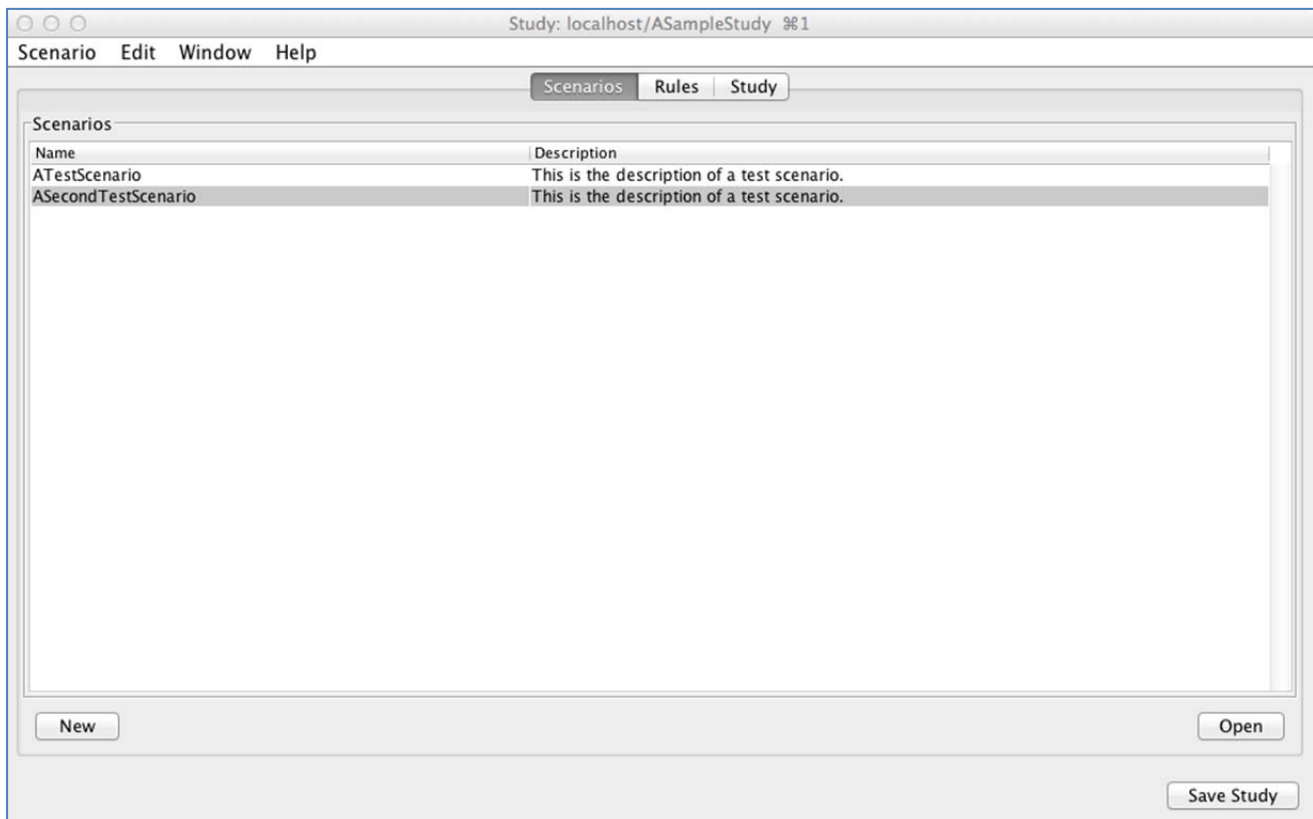 Study: localhost/ASampleStudy ⌘1
Scenario Edit Window Help
Scenarios Rules Study
Scenarios
Name Description
ATestScenario This is the description of a test scenario.
ASecondTestScenario This is the description of a test scenario.
New Open
Save Study